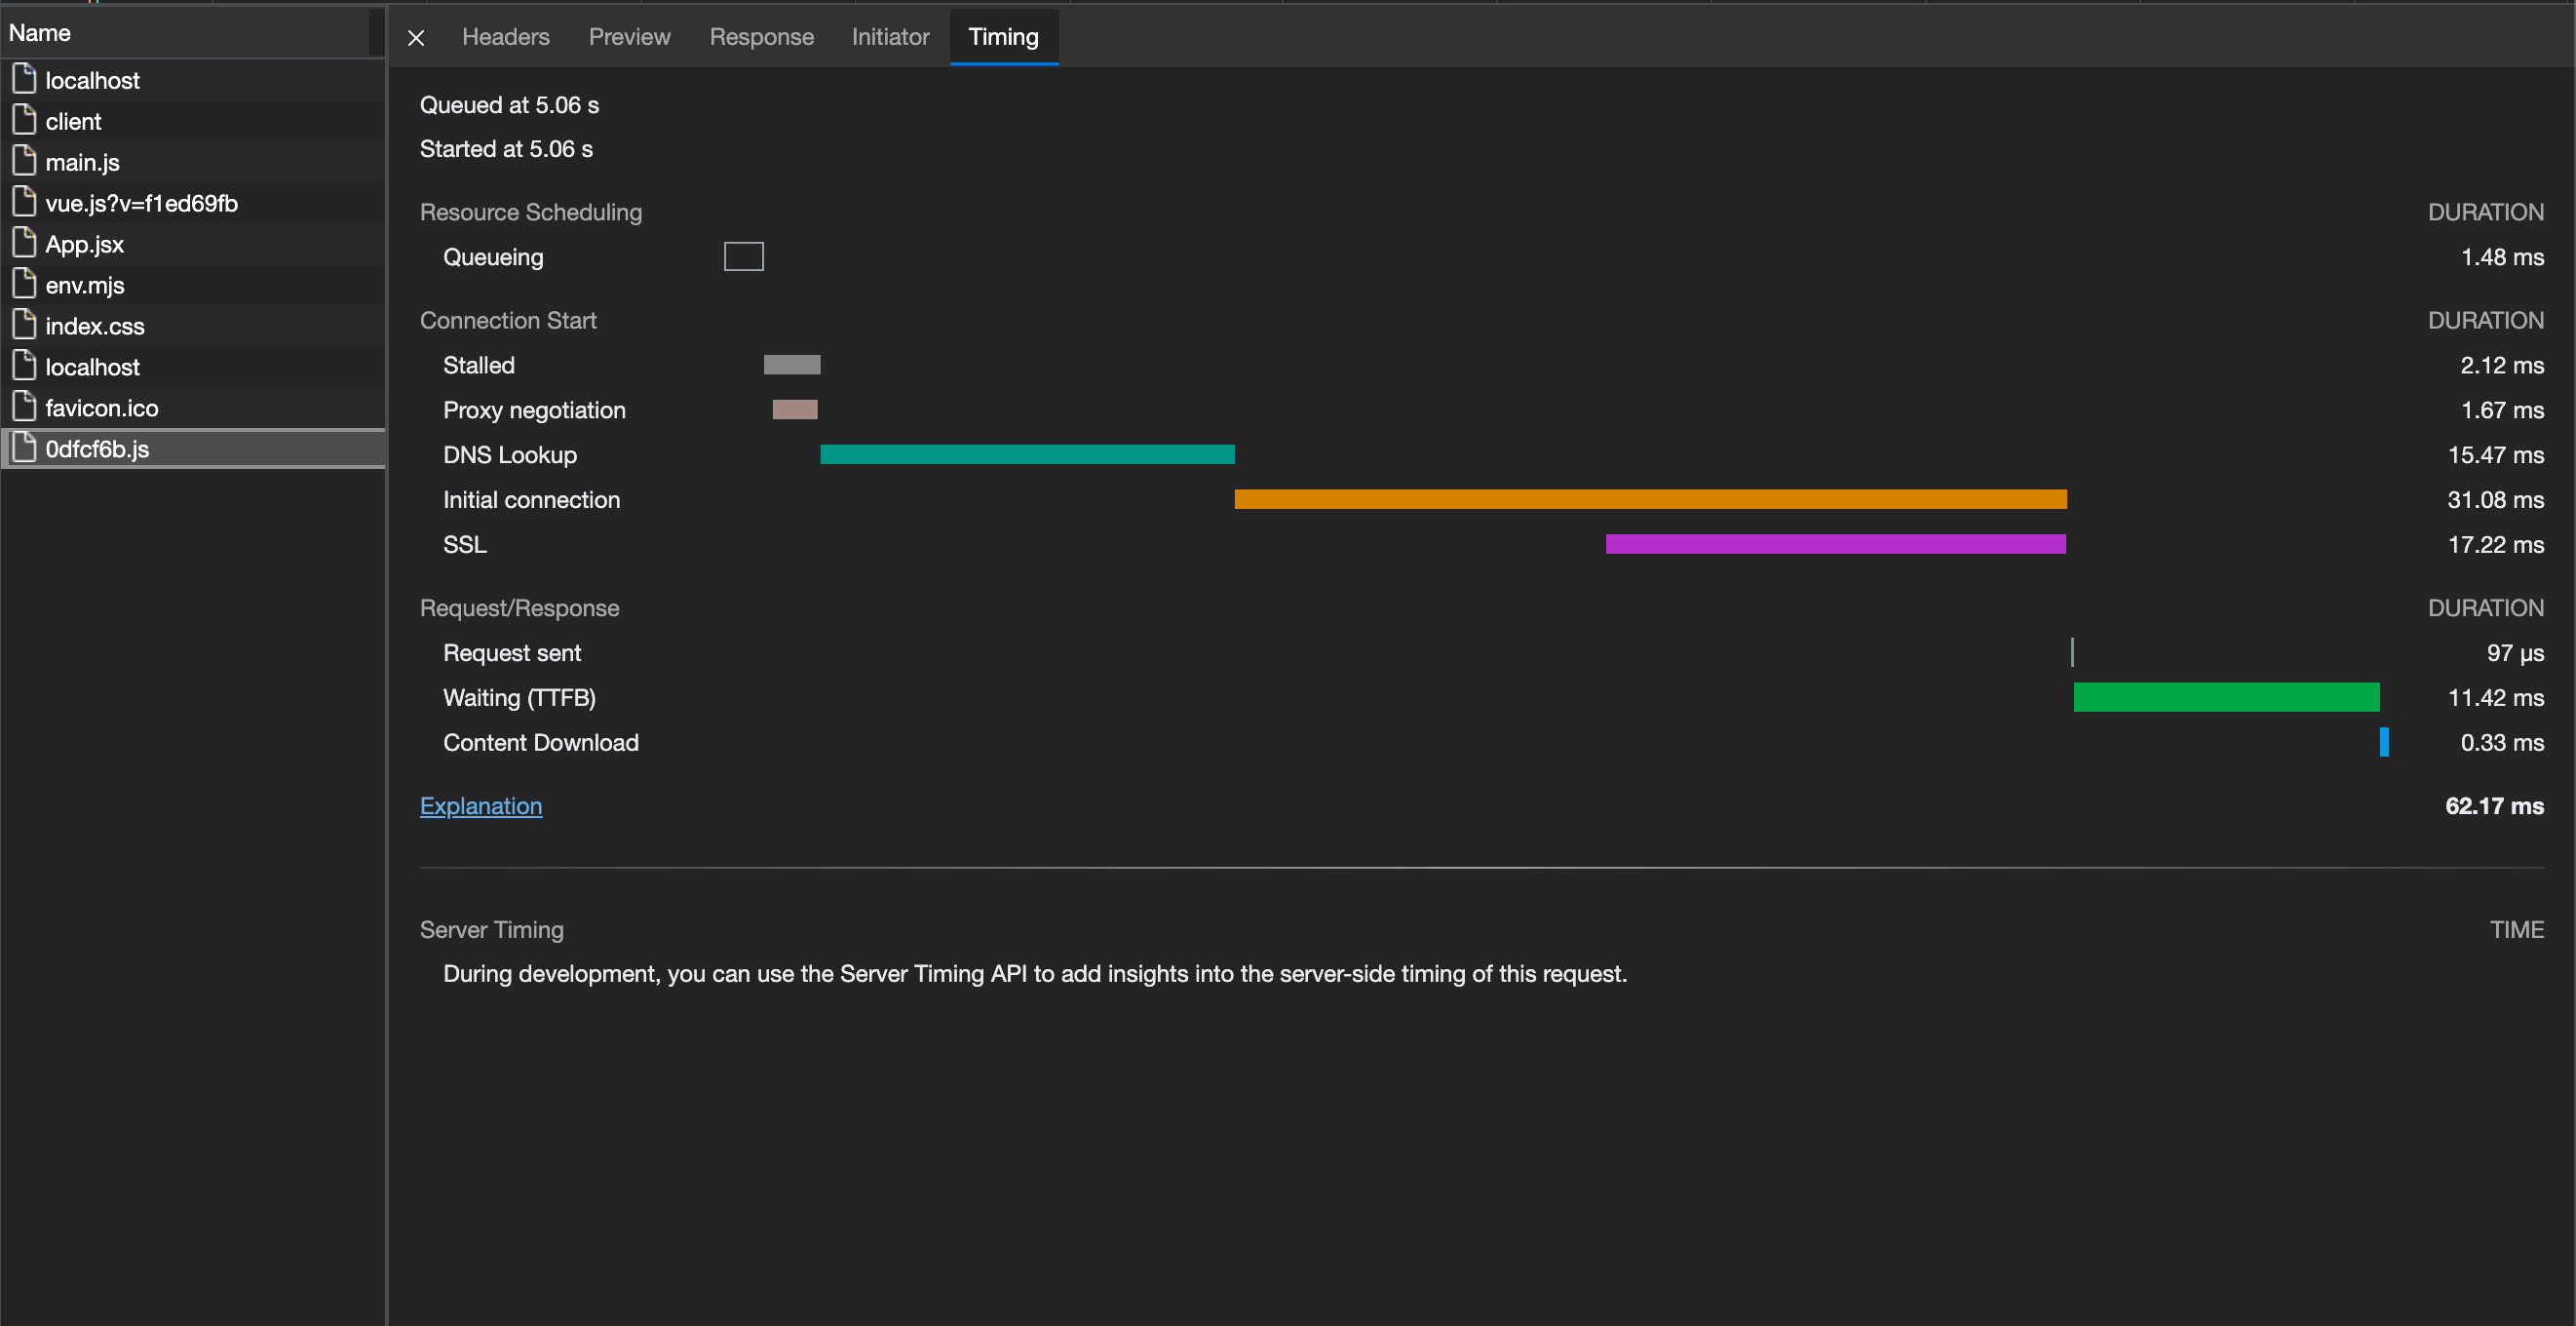 Name
localhost
client
main.js
vue.js?v=f1ed69fb
App.jsx
env.mjs
index.css
localhost
favicon.ico
0dfcf6b.js
Headers Preview Response Initiator Timing
Queued at 5.06 s
Started at 5.06 s
Resource Scheduling DURATION
Queueing 1.48 ms
Connection Start DURATION
Stalled 2.12 ms
Proxy negotiation 1.67 ms
DNS Lookup 15.47 ms
Initial connection 31.08 ms
SSL 17.22 ms
Request/Response DURATION
Request sent 97 μs
Waiting (TTFB) 11.42 ms
Content Download 0.33 ms
Explanation 62.17 ms
Server Timing TIME
During development, you can use the Server Timing API to add insights into the server-side timing of this request.